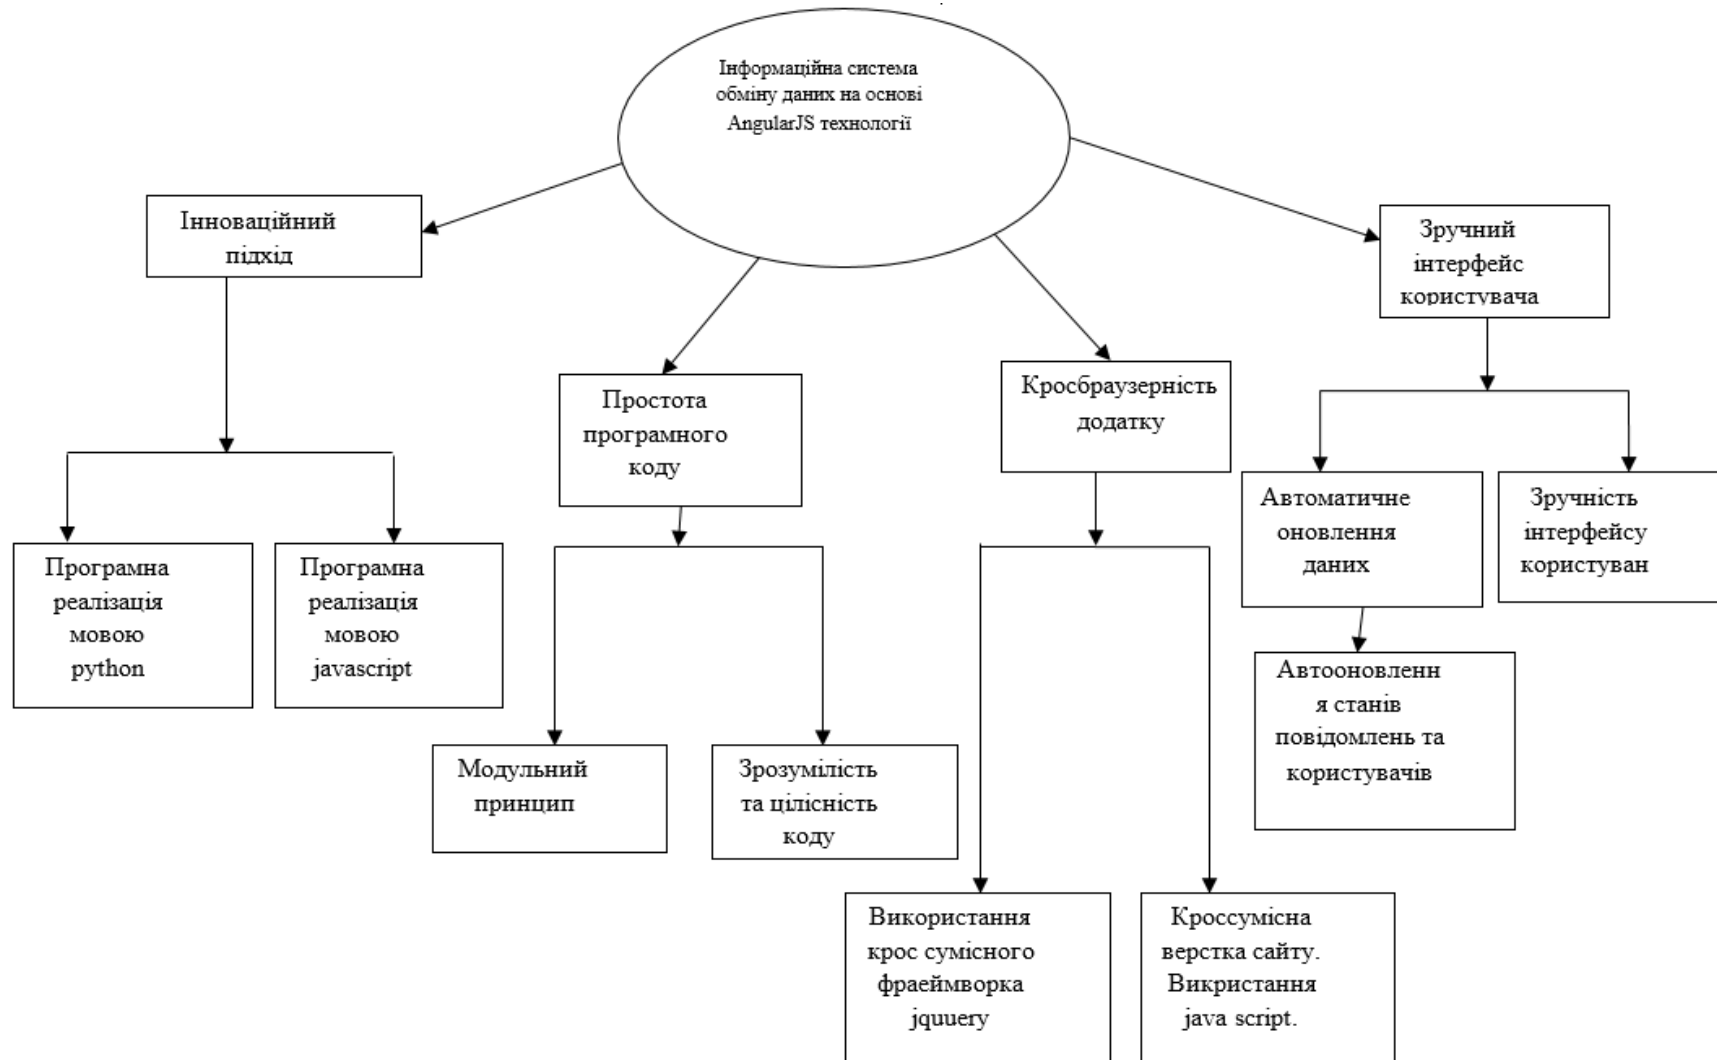 Інформаційна система
обміну даних на основі
AngularJS технології
Інноваційний
підхід
Зручний
інтерфейс
користувача
Простота
програмного
коду
Кросбраузерність
додатку
Автоматичне
оновлення
даних
Зручність
інтерфейсу
користуван
Програмна
реалізація
мовою
python
Програмна
реалізація
мовою
javascript
Автооновленн
я станів
повідомлень та
користувачів
Модульний
принцип
Зрозумілість
та цілісність
коду
Використання
крос сумісного
фраеймворка
jquuery
Кроссумісна
верстка сайту.
Викристання
java script.